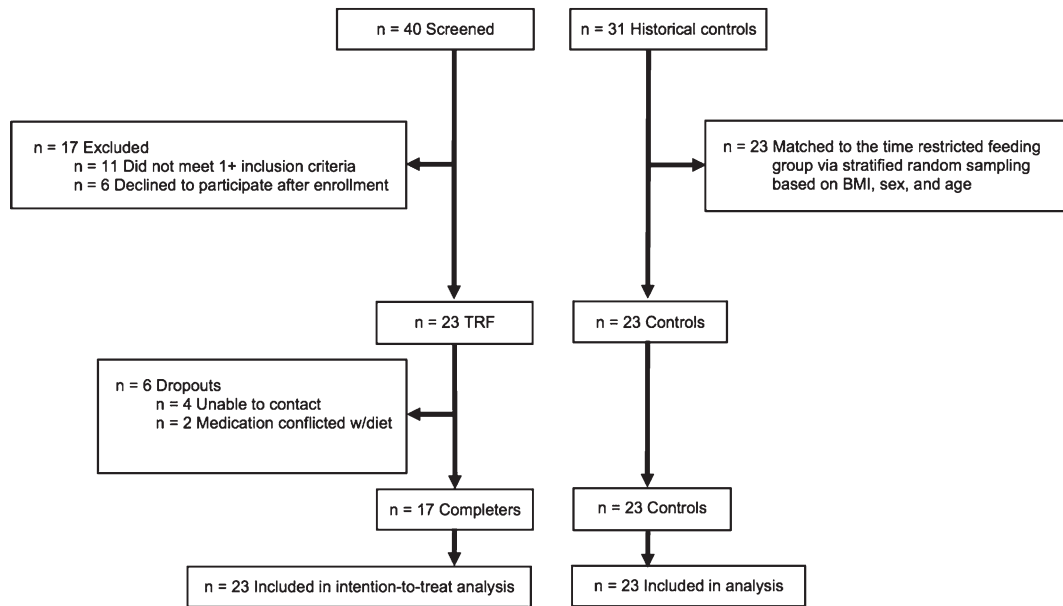 n = 40 Screened
n = 31 Historical controls
n = 17 Excluded
n = 11 Did not meet 1+ inclusion criteria
n = 6 Declined to participate after enrollment
n = 23 Matched to the time restricted feeding
group via stratified random sampling
based on BMI, sex, and age
n = 23 TRF
n = 23 Controls
n = 6 Dropouts
n = 4 Unable to contact
n = 2 Medication conflicted w/diet
n = 17 Completers
n = 23 Controls
n = 23 Included in intention-to-treat analysis
n = 23 Included in analysis